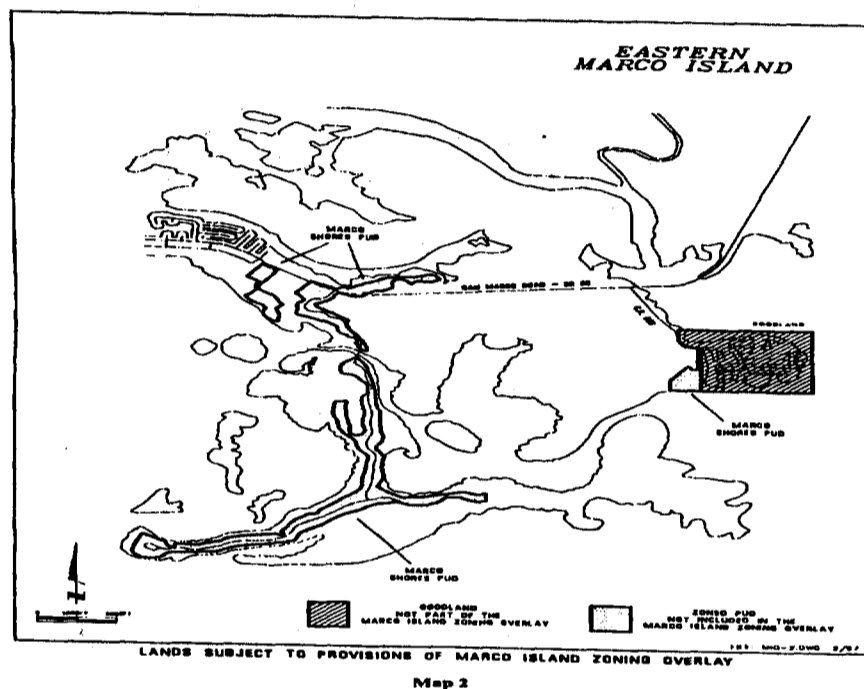 EASTERN
MARCO ISLAND
MARCO
SHORES PUD
SAN MARCO ROAD - SR 92
GOODLAND
MARCO
SHORES PUD
MARCO
SHORES PUD
GOODLAND
NOT PART OF THE
MARCO ISLAND ZONING OVERLAY
ZONED PUD
NOT INCLUDED IN THE
MARCO ISLAND ZONING OVERLAY
LANDS SUBJECT TO PROVISIONS OF MARCO ISLAND ZONING OVERLAY
Map 2